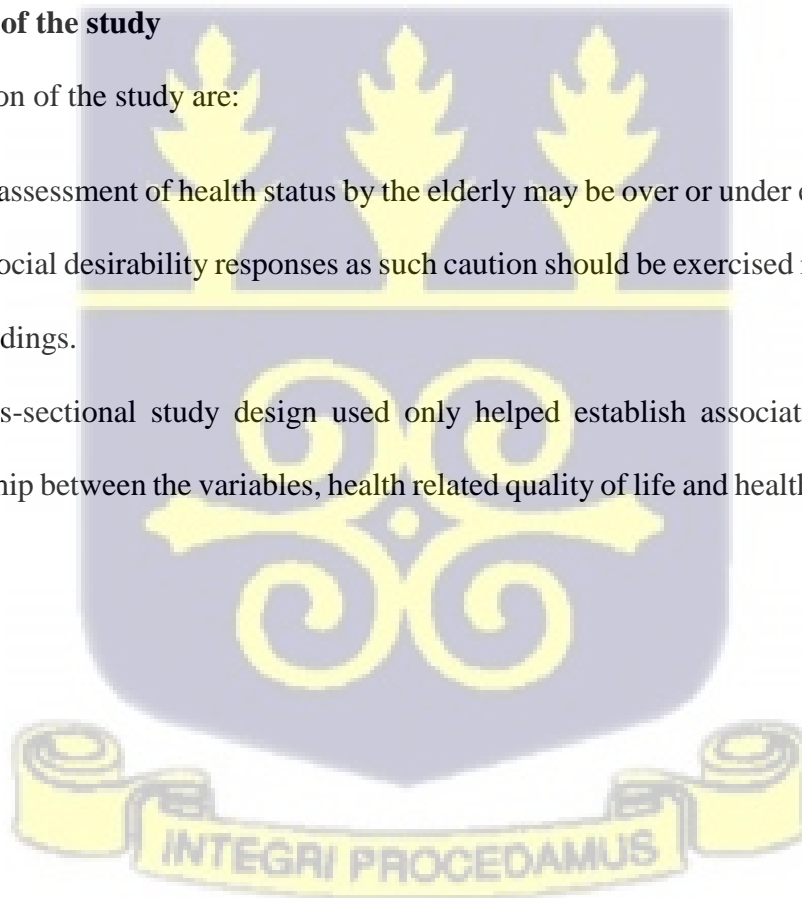 of the study
on of the study are:
assessment of health status by the elderly may be over or under
ocial desirability responses as such caution should be exercised
dings.
s-sectional study design used only helped establish associat
hip between the variables, health related quality of life and health
INTEGRI PROCEDAMUS